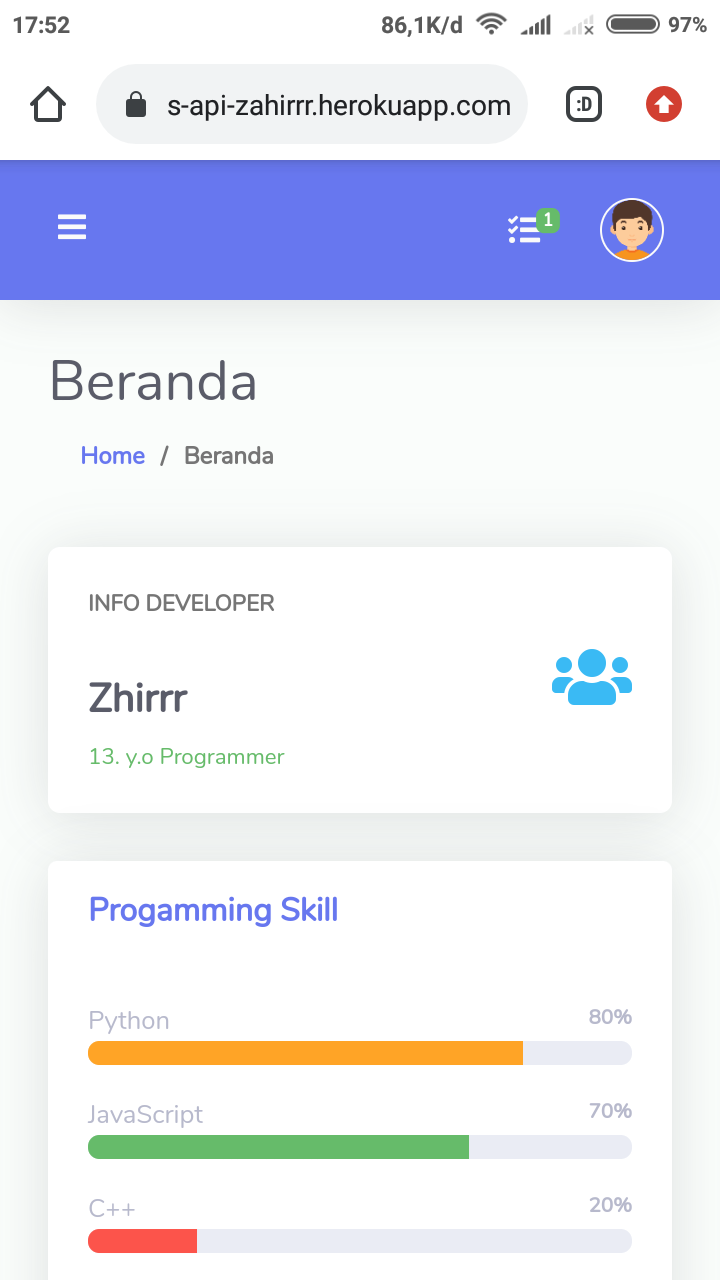 17:52 86,1K/d 97%
s-api-zahirrr.herokuapp.com :D
1
Beranda
Home / Beranda
INFO DEVELOPER
Zhirrr
13. y.o Programmer
Progamming Skill
Python 80%
JavaScript 70%
C++ 20%